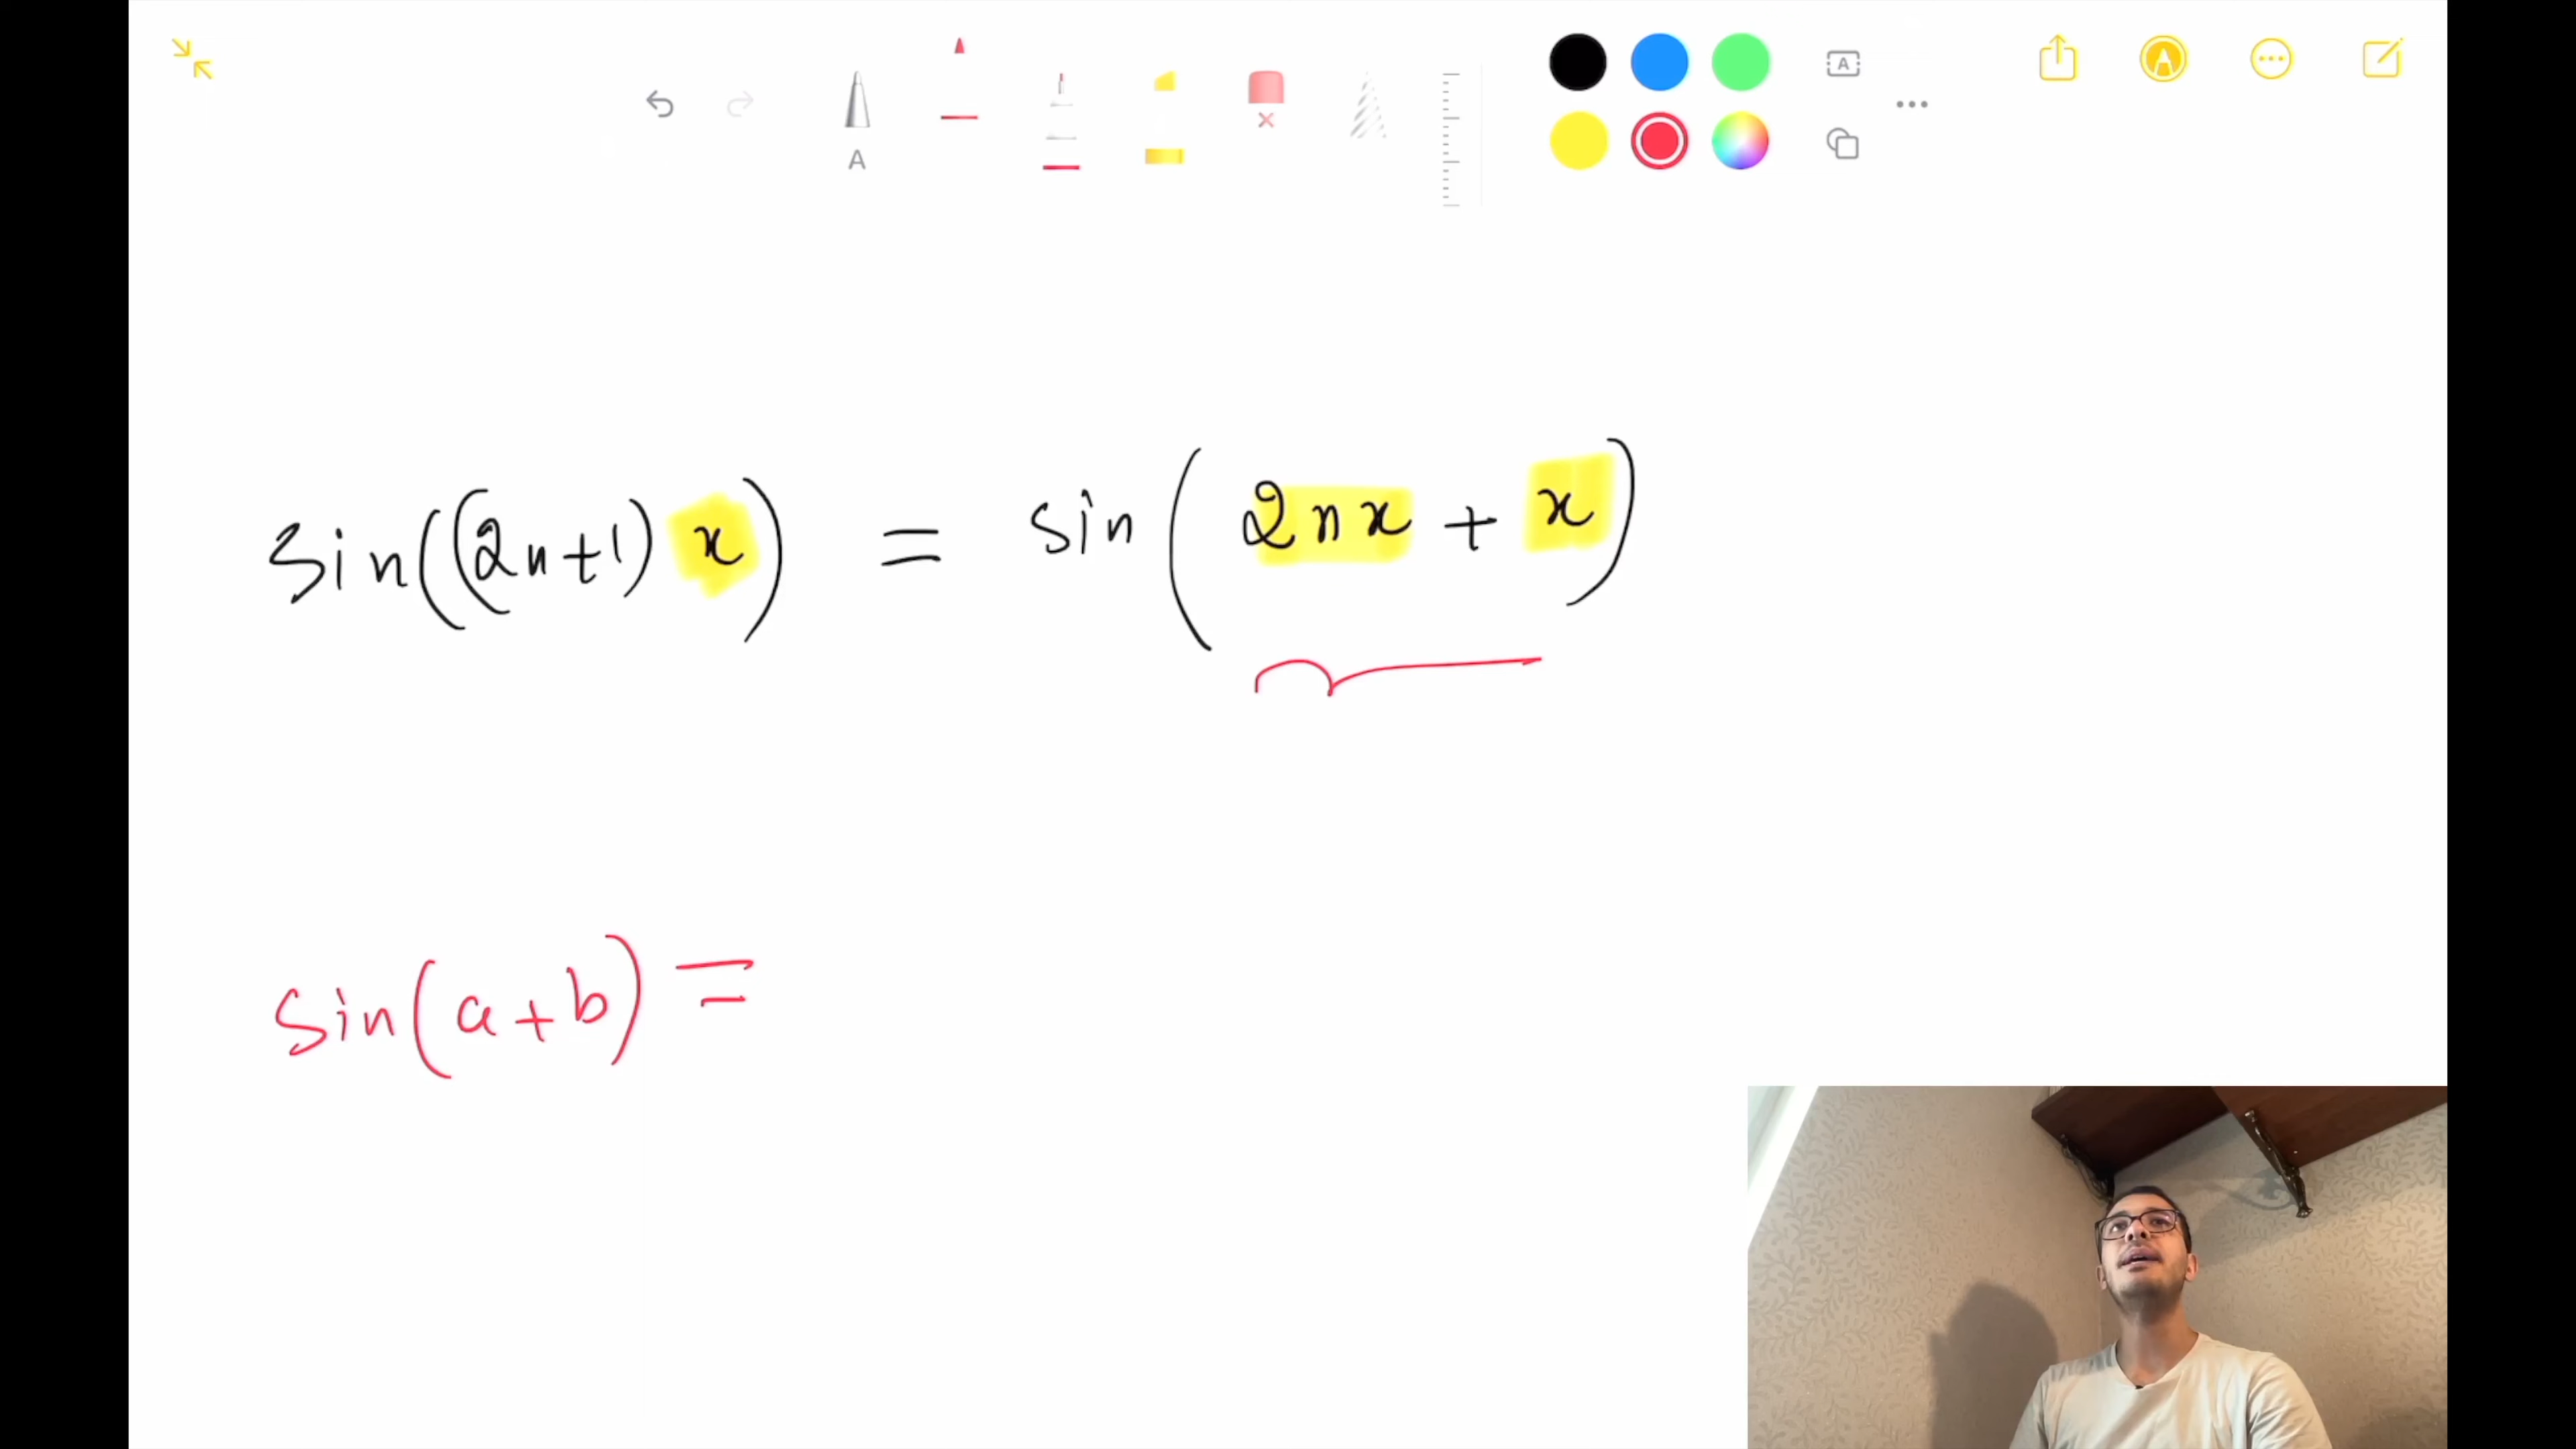 A
A
sin((2n+1)x) = sin(2nx + x)
sin(a+b) =